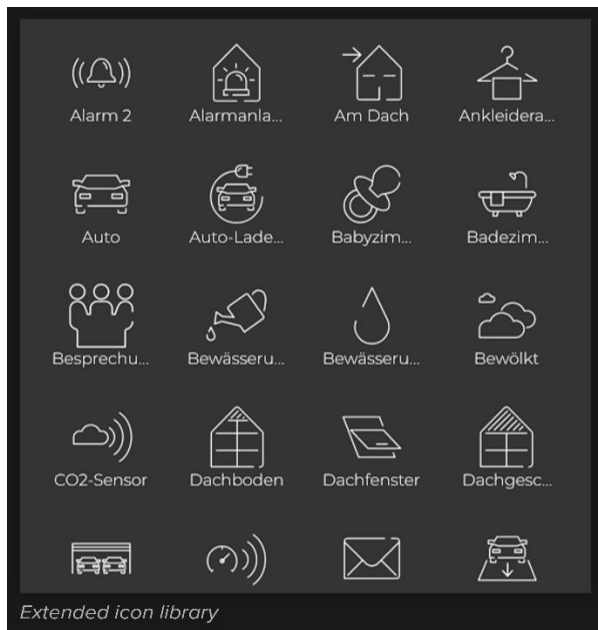 Alarm 2
Alarmanla...
Am Dach
Ankleidera...
Auto
Auto-Lade...
Babyzim...
Badezim...
Besprechu...
Bewässeru...
Bewässeru...
Bewölkt
CO2-Sensor
Dachboden
Dachfenster
Dachgesc...
Extended icon library